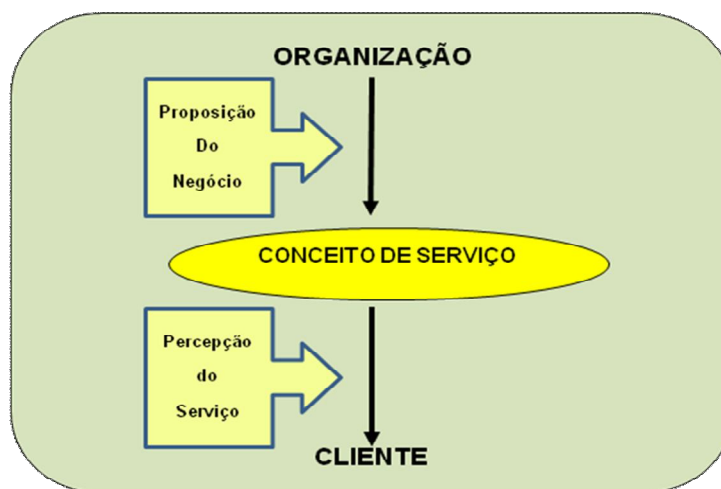 ORGANIZAÇÃO
Proposição
Do
Negócio
CONCEITO DE SERVIÇO
Percepção
do
Serviço
CLIENTE